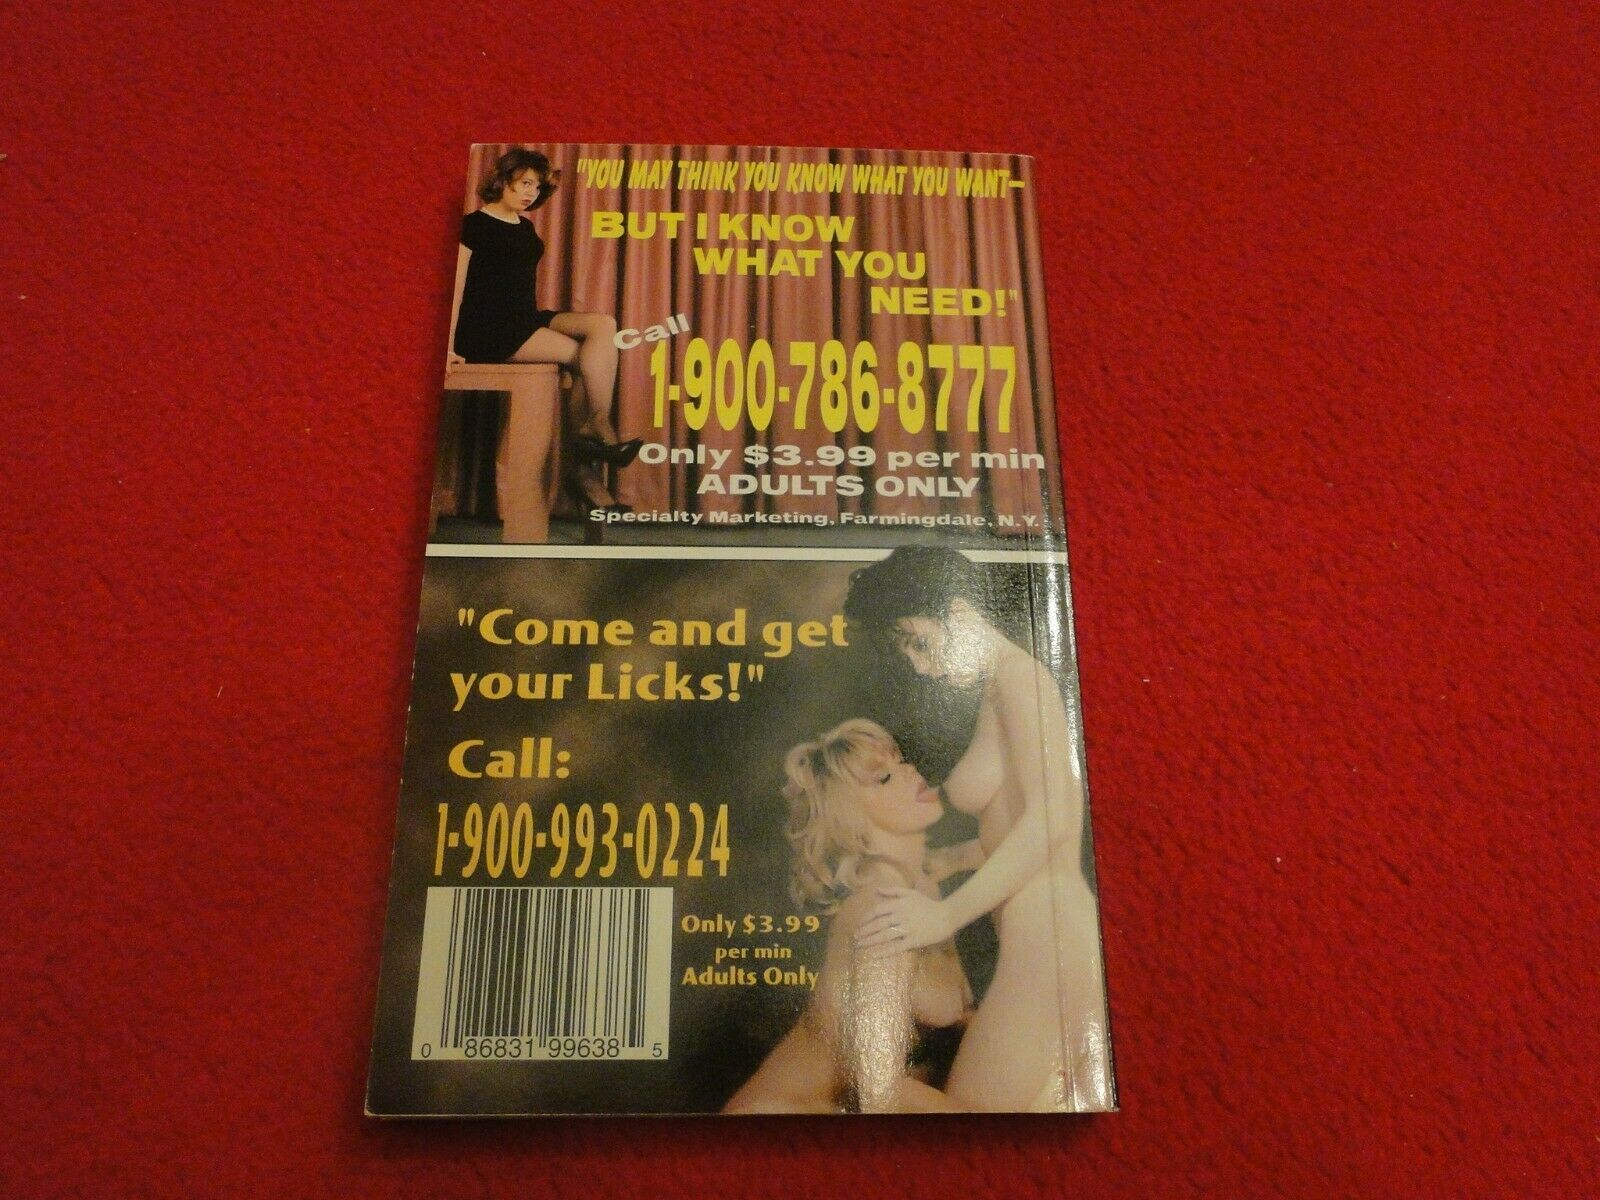 "YOU MAY THINK YOU KNOW WHAT YOU WANT—
BUT I KNOW
WHAT YOU
NEED!"
Call
1-900-786-8777
Only $3.99 per min
ADULTS ONLY
Specialty Marketing, Farmingdale, N.Y.
"Come and get
your Licks!"
Call:
1-900-993-0224
Only $3.99
per min
Adults Only
0 86831 99638 5